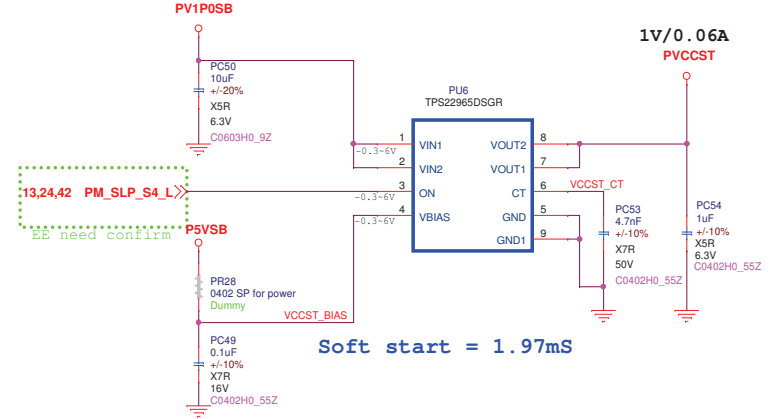 PV1P0SB
1V/0.06A
PVCCST
PC50
10uF
+/-20%
X5R
6.3V
C0603H0_9Z
PU6
TPS22965DSGR
1
VIN1
VOUT2
8
-0.3~6V
2
VIN2
VOUT1
7
13,24,42 PM_SLP_S4_L
3
ON
CT
6
VCCST_CT
-0.3~6V
4
VBIAS
GND
5
-0.3~6V
GND1
9
EE need confirm
P5VSB
PC53
4.7nF
+/-10%
X7R
50V
C0402H0_55Z
PC54
1uF
+/-10%
X5R
6.3V
C0402H0_55Z
PR28
0402 SP for power
Dummy
VCCST_BIAS
PC49
0.1uF
+/-10%
X7R
16V
C0402H0_55Z
Soft start = 1.97mS